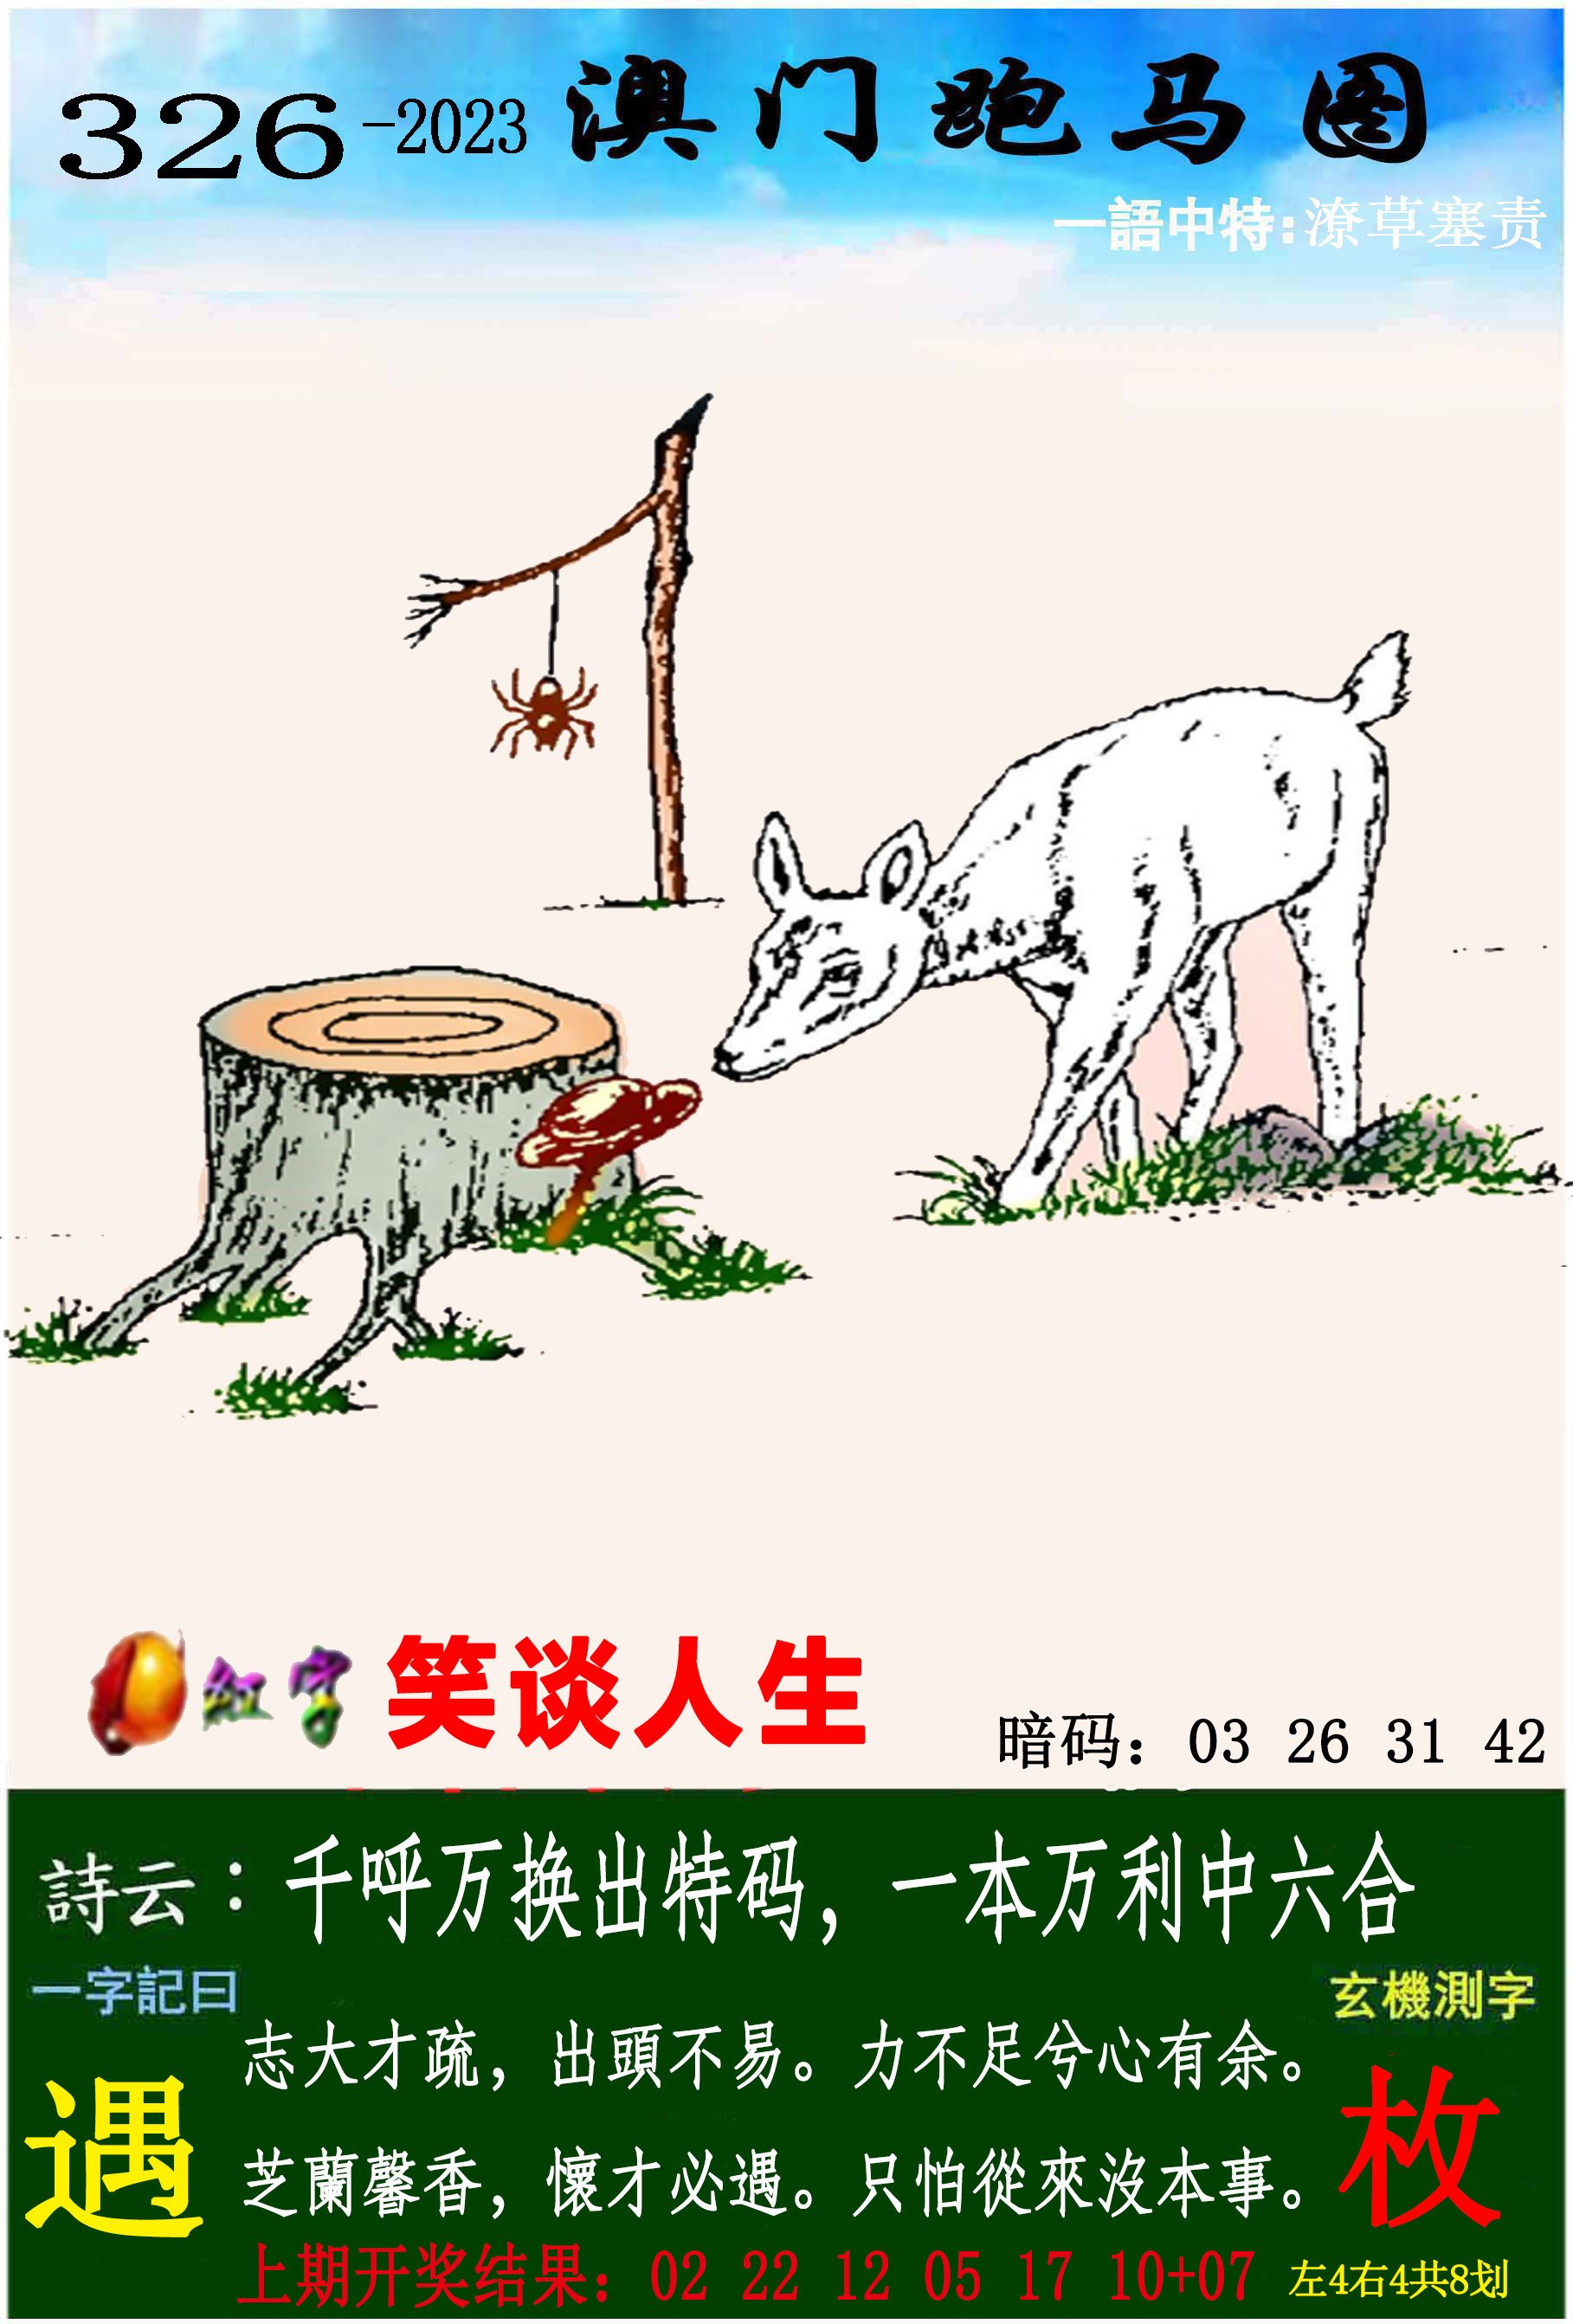 326-2023 澳门跑马图
一語中特:潦草塞责
红字 笑谈人生
暗码：03 26 31 42
詩云：千呼万换出特码，一本万利中六合
一字記曰
玄機測字
志大才疏，出頭不易。力不足兮心有余。
遇
枚
芝蘭馨香，懷才必遇。只怕從來沒本事。
上期开奖结果：02 22 12 05 17 10+07
左4右4共8划